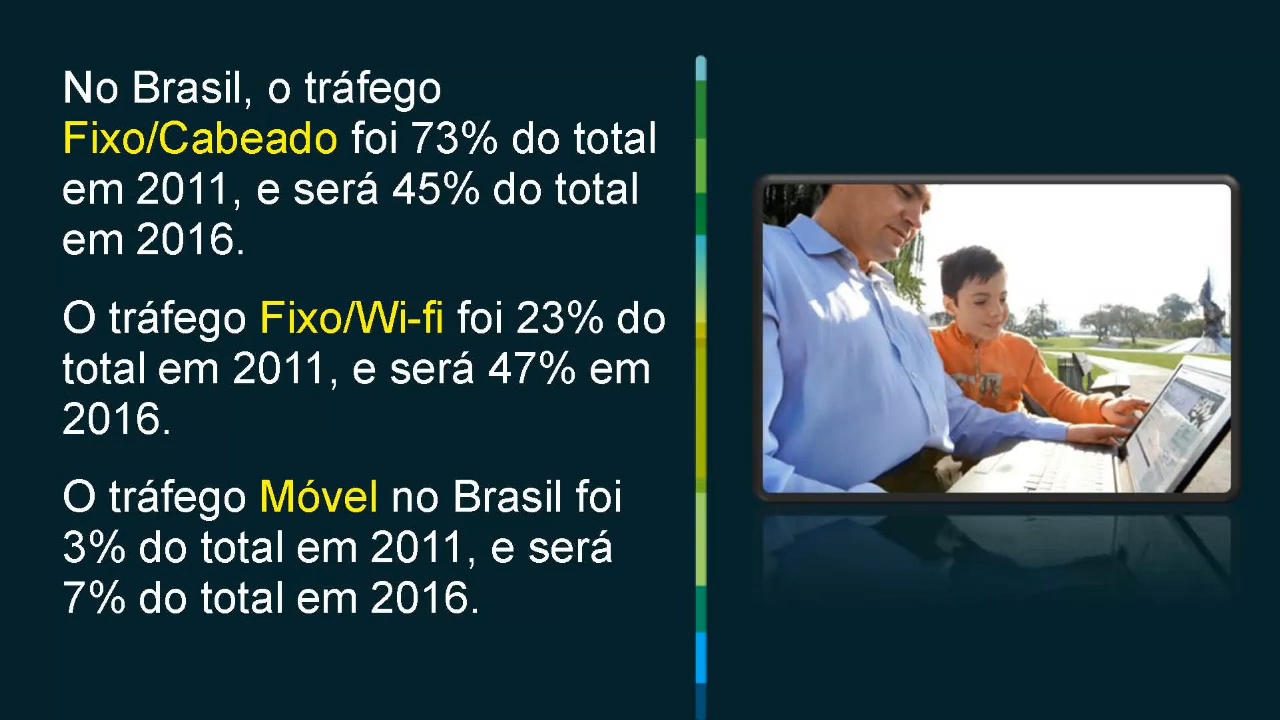 No Brasil, o tráfego
Fixo/Cabeado foi 73% do total
em 2011, e será 45% do total
em 2016.
O tráfego Fixo/Wi-fi foi 23% do
total em 2011, e será 47% em
2016.
O tráfego Móvel no Brasil foi
3% do total em 2011, e será
7% do total em 2016.